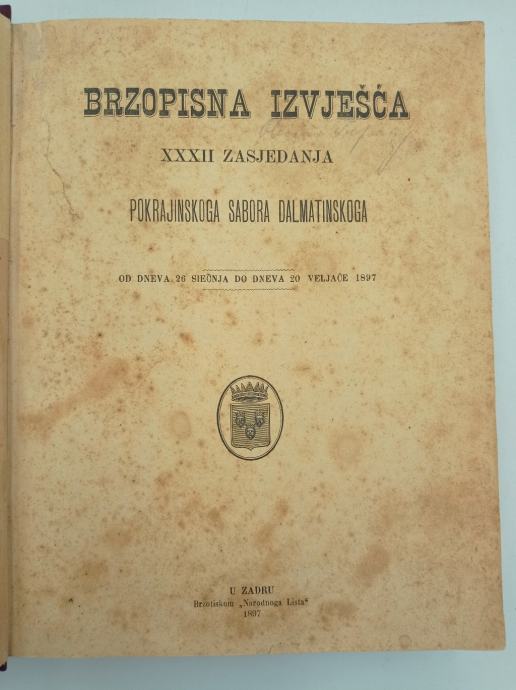 BRZOPISNA IZVJEŠĆA
XXXII ZASJEDANJA
POKRAJINSKOGA SABORA DALMATINSKOGA
OD DNEVA 26 SIEČNJA DO DNEVA 20 VELJAČE 1897
U ZADRU
Brzotiskom „Narodnoga Lista“
1897